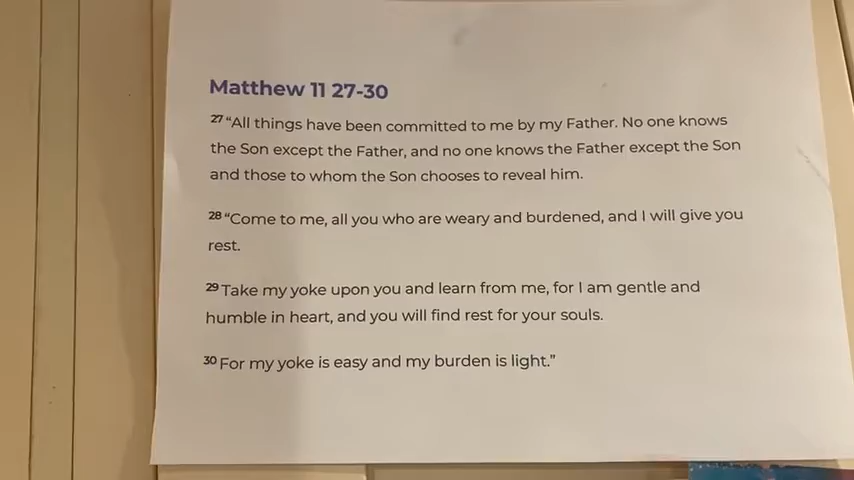 Matthew 11 27-30
27 “All things have been committed to me by my Father. No one knows
the Son except the Father, and no one knows the Father except the Son
and those to whom the Son chooses to reveal him.
28 “Come to me, all you who are weary and burdened, and I will give you
rest.
29 Take my yoke upon you and learn from me, for I am gentle and
humble in heart, and you will find rest for your souls.
30 For my yoke is easy and my burden is light.”